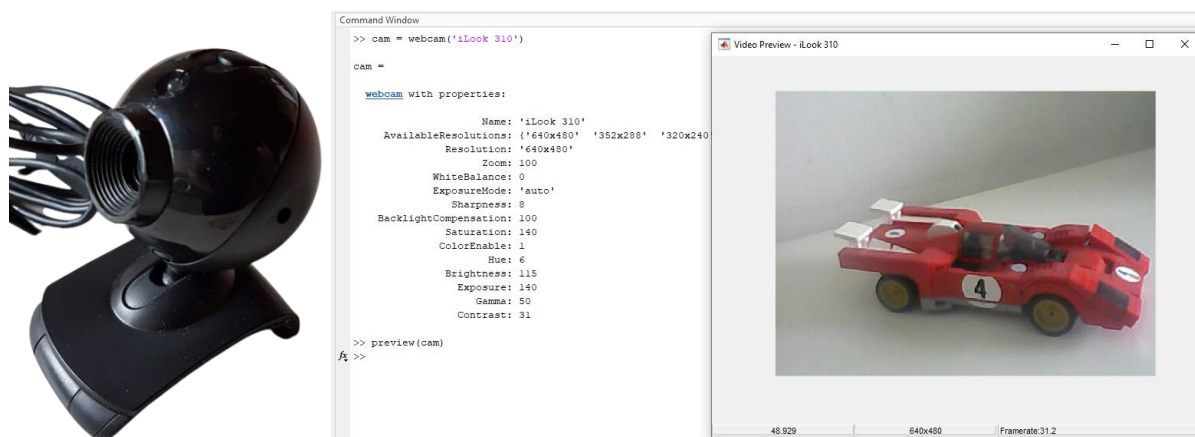 Command Window
>> cam = webcam('iLook 310')
cam =
webcam with properties:
Name: 'iLook 310'
AvailableResolutions: {'640x480' '352x288' '320x240'
Resolution: '640x480'
Zoom: 100
WhiteBalance: 0
ExposureMode: 'auto'
Sharpness: 8
BacklightCompensation: 100
Saturation: 140
ColorEnable: 1
Hue: 6
Brightness: 115
Exposure: 140
Gamma: 50
Contrast: 31
>> preview(cam)
fx >>
Video Preview - iLook 310
4
48.929 640x480 Framerate:31.2